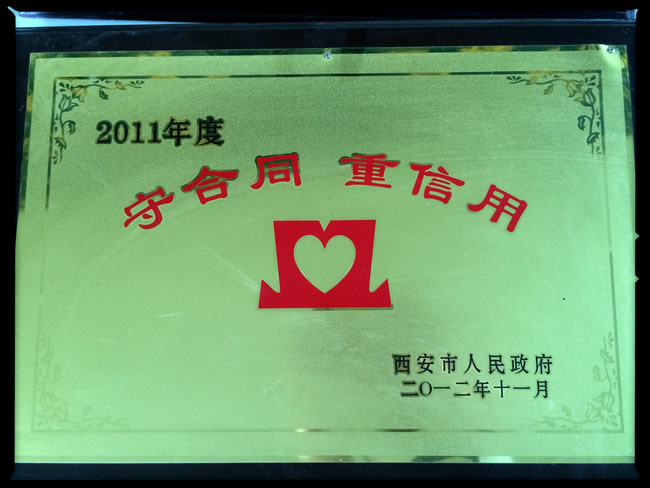 2011年度
守合同 重信用
西安市人民政府
二〇一二年十一月